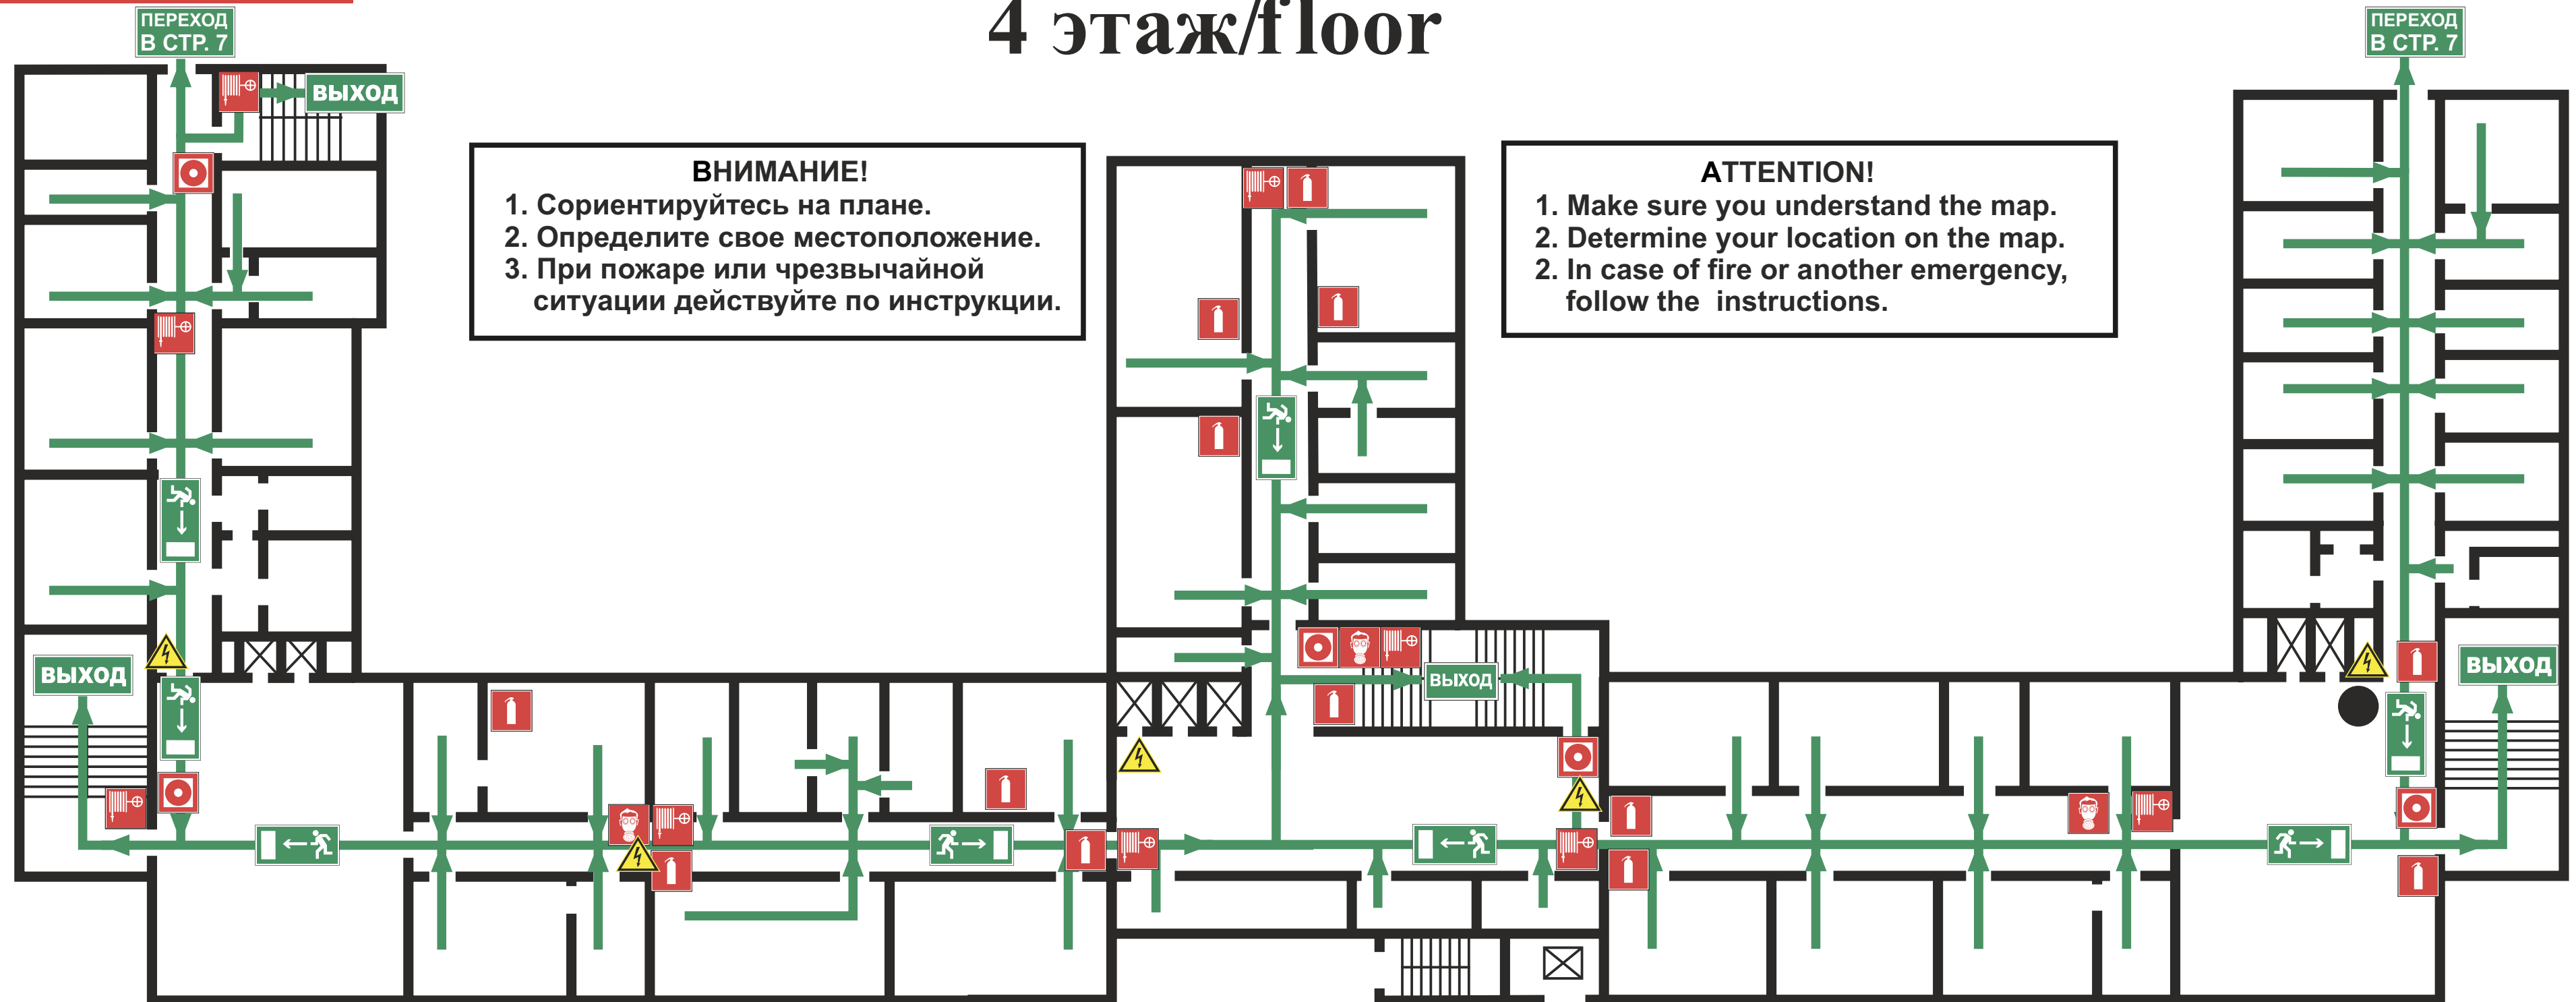 4 этаж/floor
ПЕРЕХОД
В СТР. 7
ПЕРЕХОД
В СТР. 7
ВЫХОД
ВНИМАНИЕ!
1. Сориентируйтесь на плане.
2. Определите свое местоположение.
3. При пожаре или чрезвычайной
ситуации действуйте по инструкции.
ATTENTION!
1. Make sure you understand the map.
2. Determine your location on the map.
2. In case of fire or another emergency,
follow the instructions.
ВЫХОД
ВЫХОД
ВЫХОД